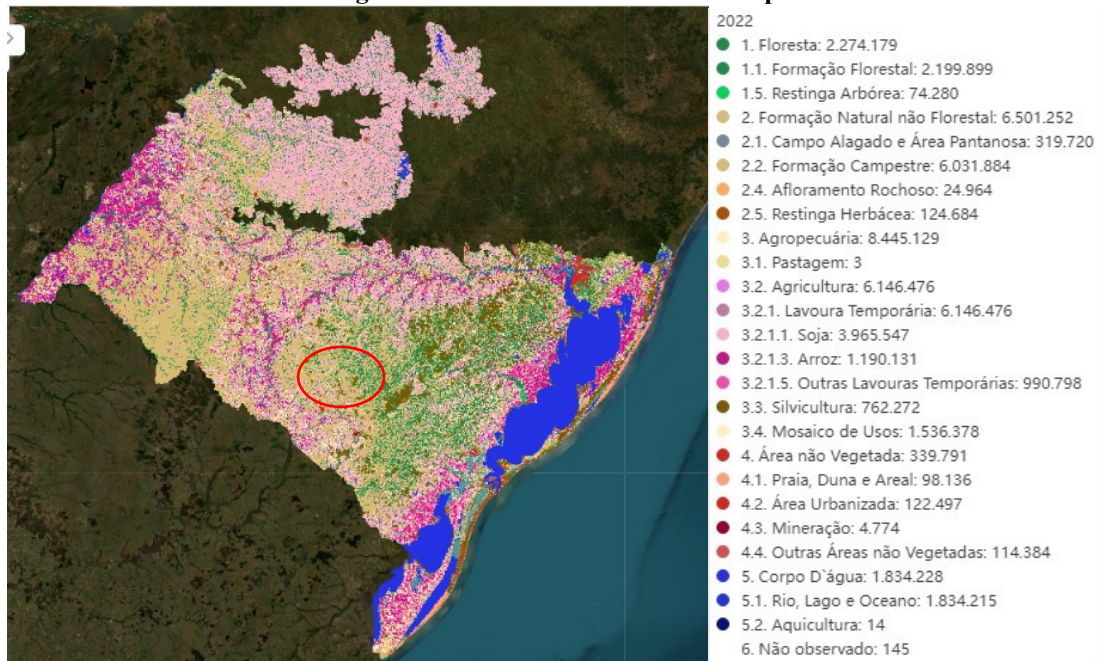 2022
1. Floresta: 2.274.179
1.1. Formação Florestal: 2.199.899
1.5. Restinga Arbórea: 74.280
2. Formação Natural não Florestal: 6.501.252
2.1. Campo Alagado e Área Pantanosa: 319.720
2.2. Formação Campestre: 6.031.884
2.4. Afloramento Rochoso: 24.964
2.5. Restinga Herbácea: 124.684
3. Agropecuária: 8.445.129
3.1. Pastagem: 3
3.2. Agricultura: 6.146.476
3.2.1. Lavoura Temporária: 6.146.476
3.2.1.1. Soja: 3.965.547
3.2.1.3. Arroz: 1.190.131
3.2.1.5. Outras Lavouras Temporárias: 990.798
3.3. Silvicultura: 762.272
3.4. Mosaico de Usos: 1.536.378
4. Área não Vegetada: 339.791
4.1. Praia, Duna e Areal: 98.136
4.2. Área Urbanizada: 122.497
4.3. Mineração: 4.774
4.4. Outras Áreas não Vegetadas: 114.384
5. Corpo D`água: 1.834.228
5.1. Rio, Lago e Oceano: 1.834.215
5.2. Aquicultura: 14
6. Não observado: 145